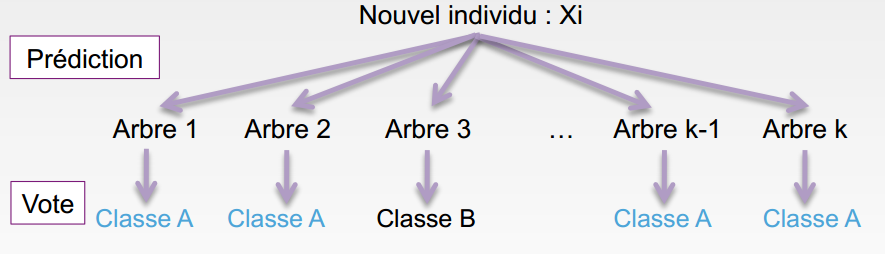 Nouvel individu : Xi
Prédiction
Arbre 1 Arbre 2 Arbre 3 … Arbre k-1 Arbre k
Vote
Classe A Classe A Classe B Classe A Classe A